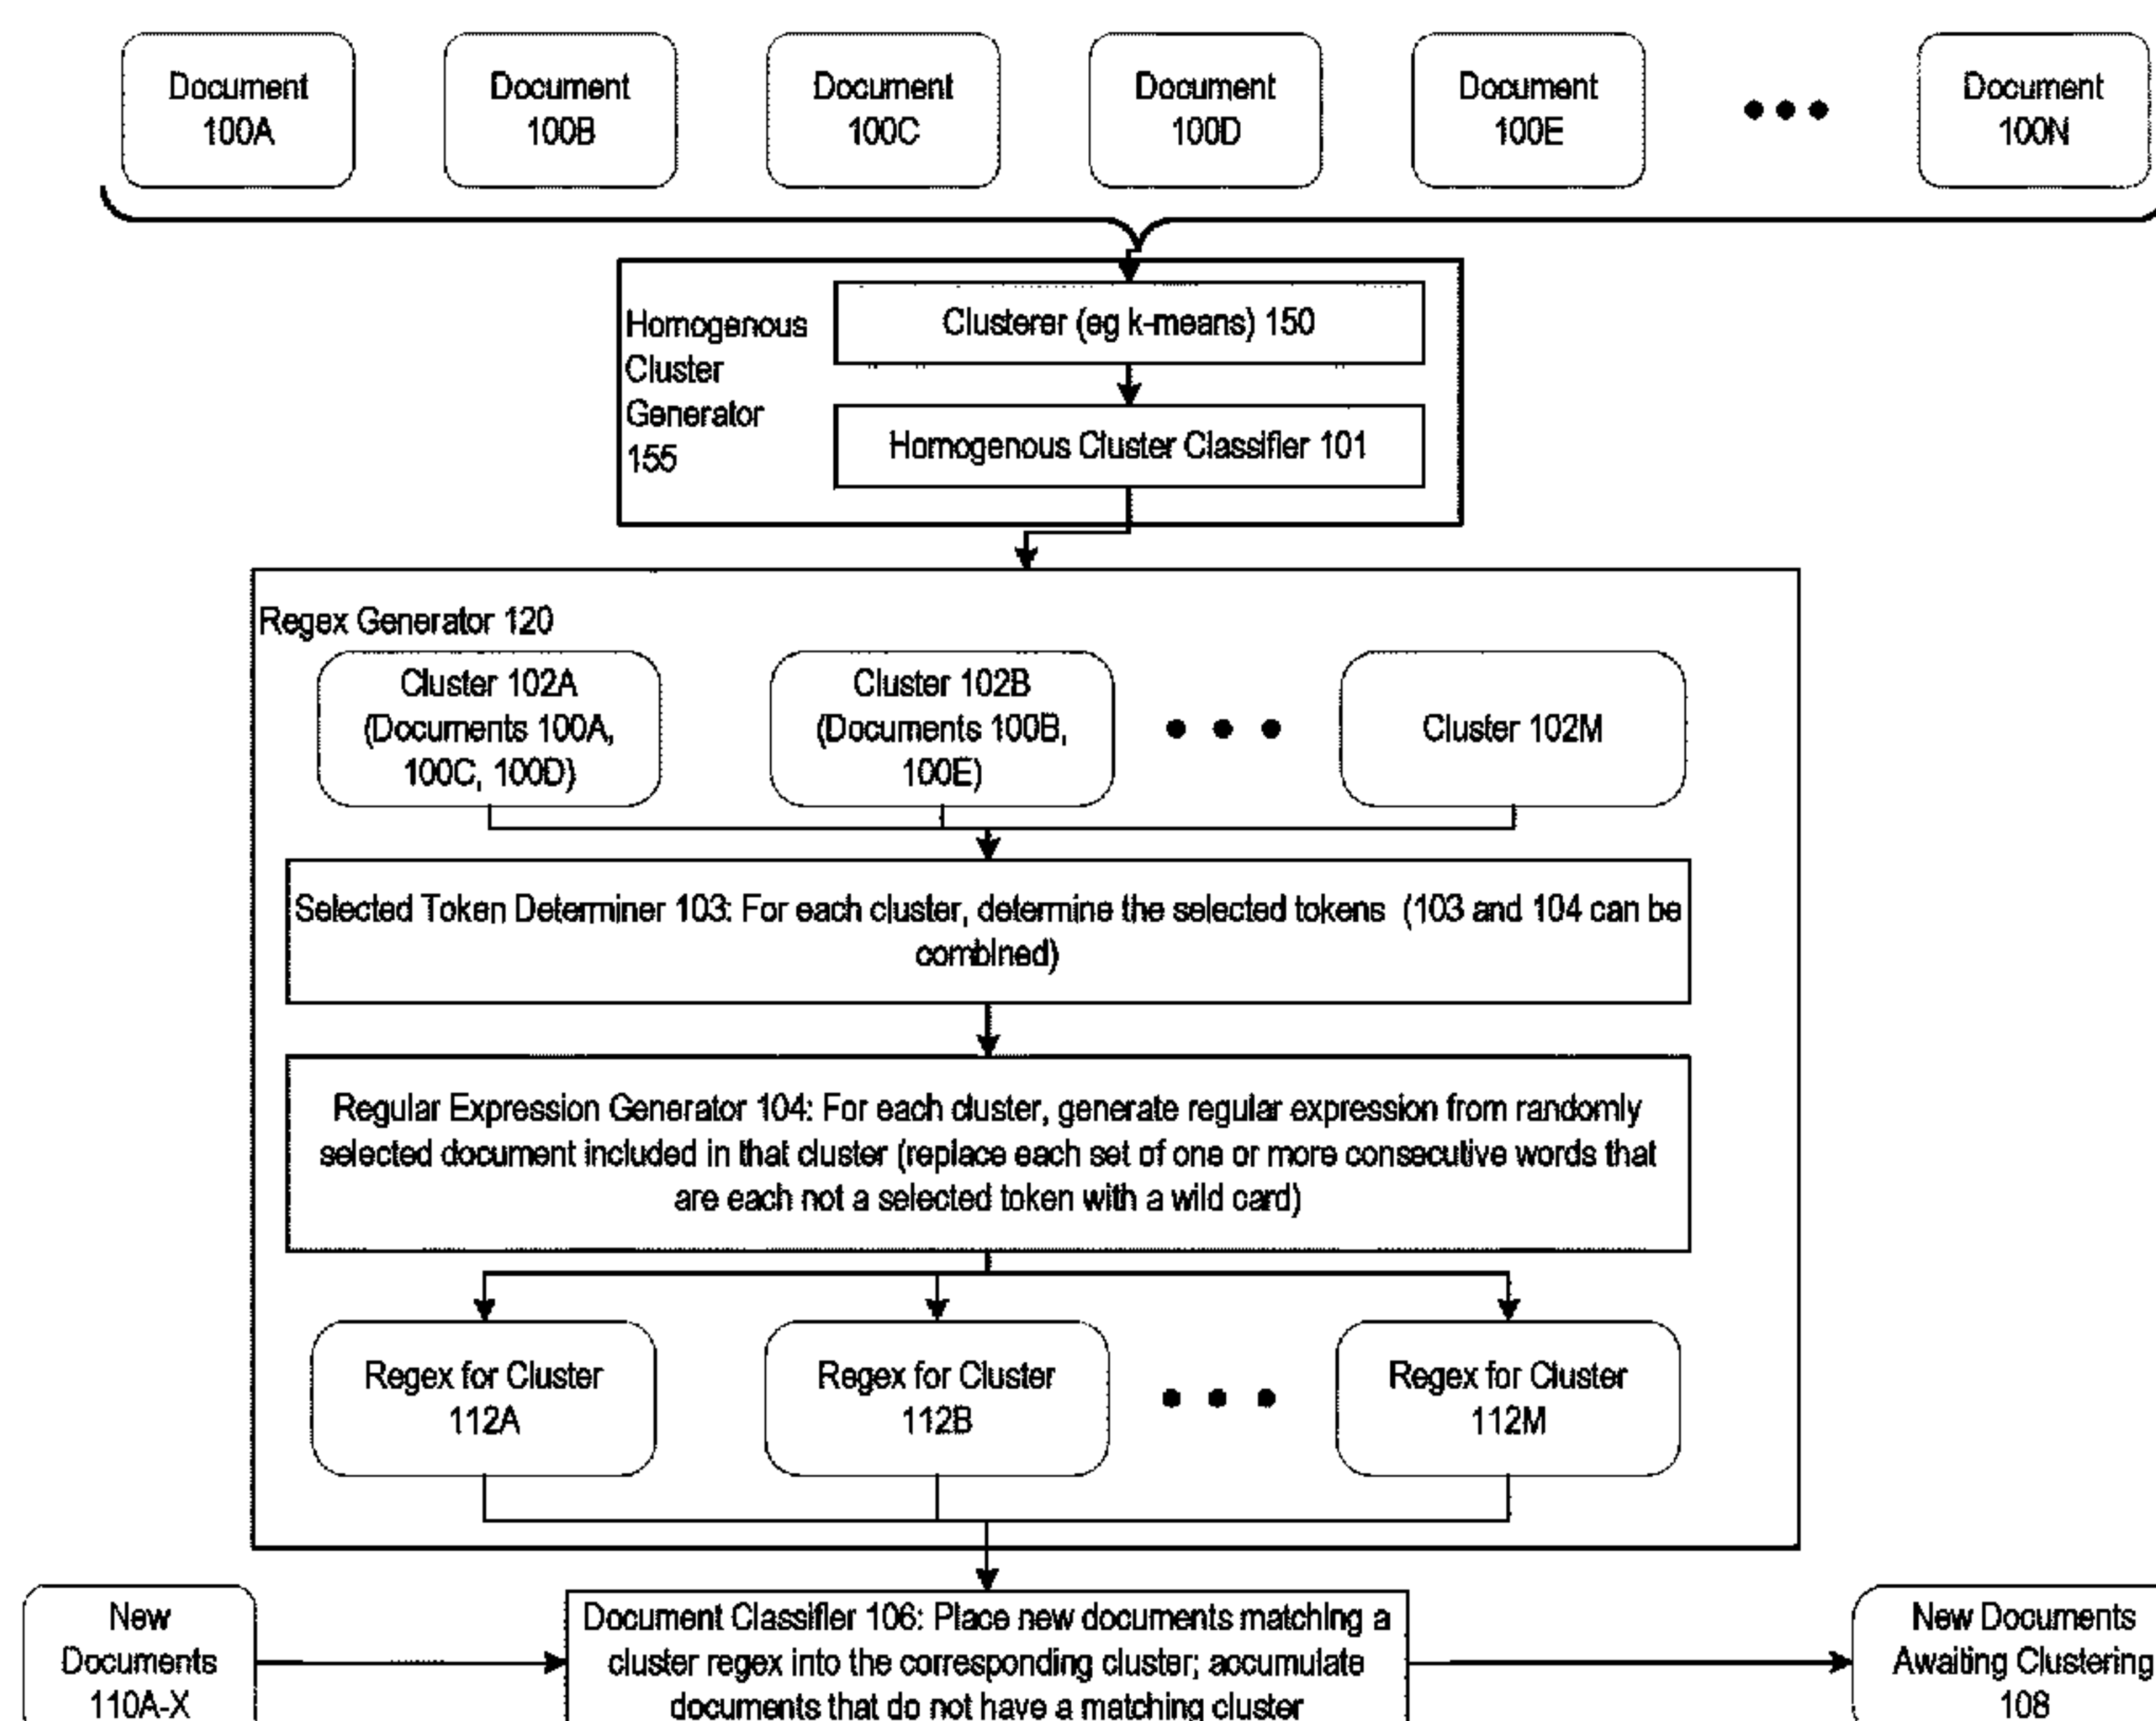 Document
100A
Document
100B
Document
100C
Document
100D
Document
100E
Document
100N
Homogenous
Cluster
Generator
155
Clusterer (eg k-means) 150
Homogenous Cluster Classifier 101
Regex Generator 120
Cluster 102A
(Documents 100A,
100C, 100D)
Cluster 102B
(Documents 100B,
100E)
Cluster 102M
Selected Token Determiner 103: For each cluster, determine the selected tokens (103 and 104 can be
combined)
Regular Expression Generator 104: For each cluster, generate regular expression from randomly
selected document included in that cluster (replace each set of one or more consecutive words that
are each not a selected token with a wild card)
Regex for Cluster
112A
Regex for Cluster
112B
Regex for Cluster
112M
New
Documents
110A-X
Document Classifier 106: Place new documents matching a
cluster regex into the corresponding cluster; accumulate
documents that do not have a matching cluster
New Documents
Awaiting Clustering
108